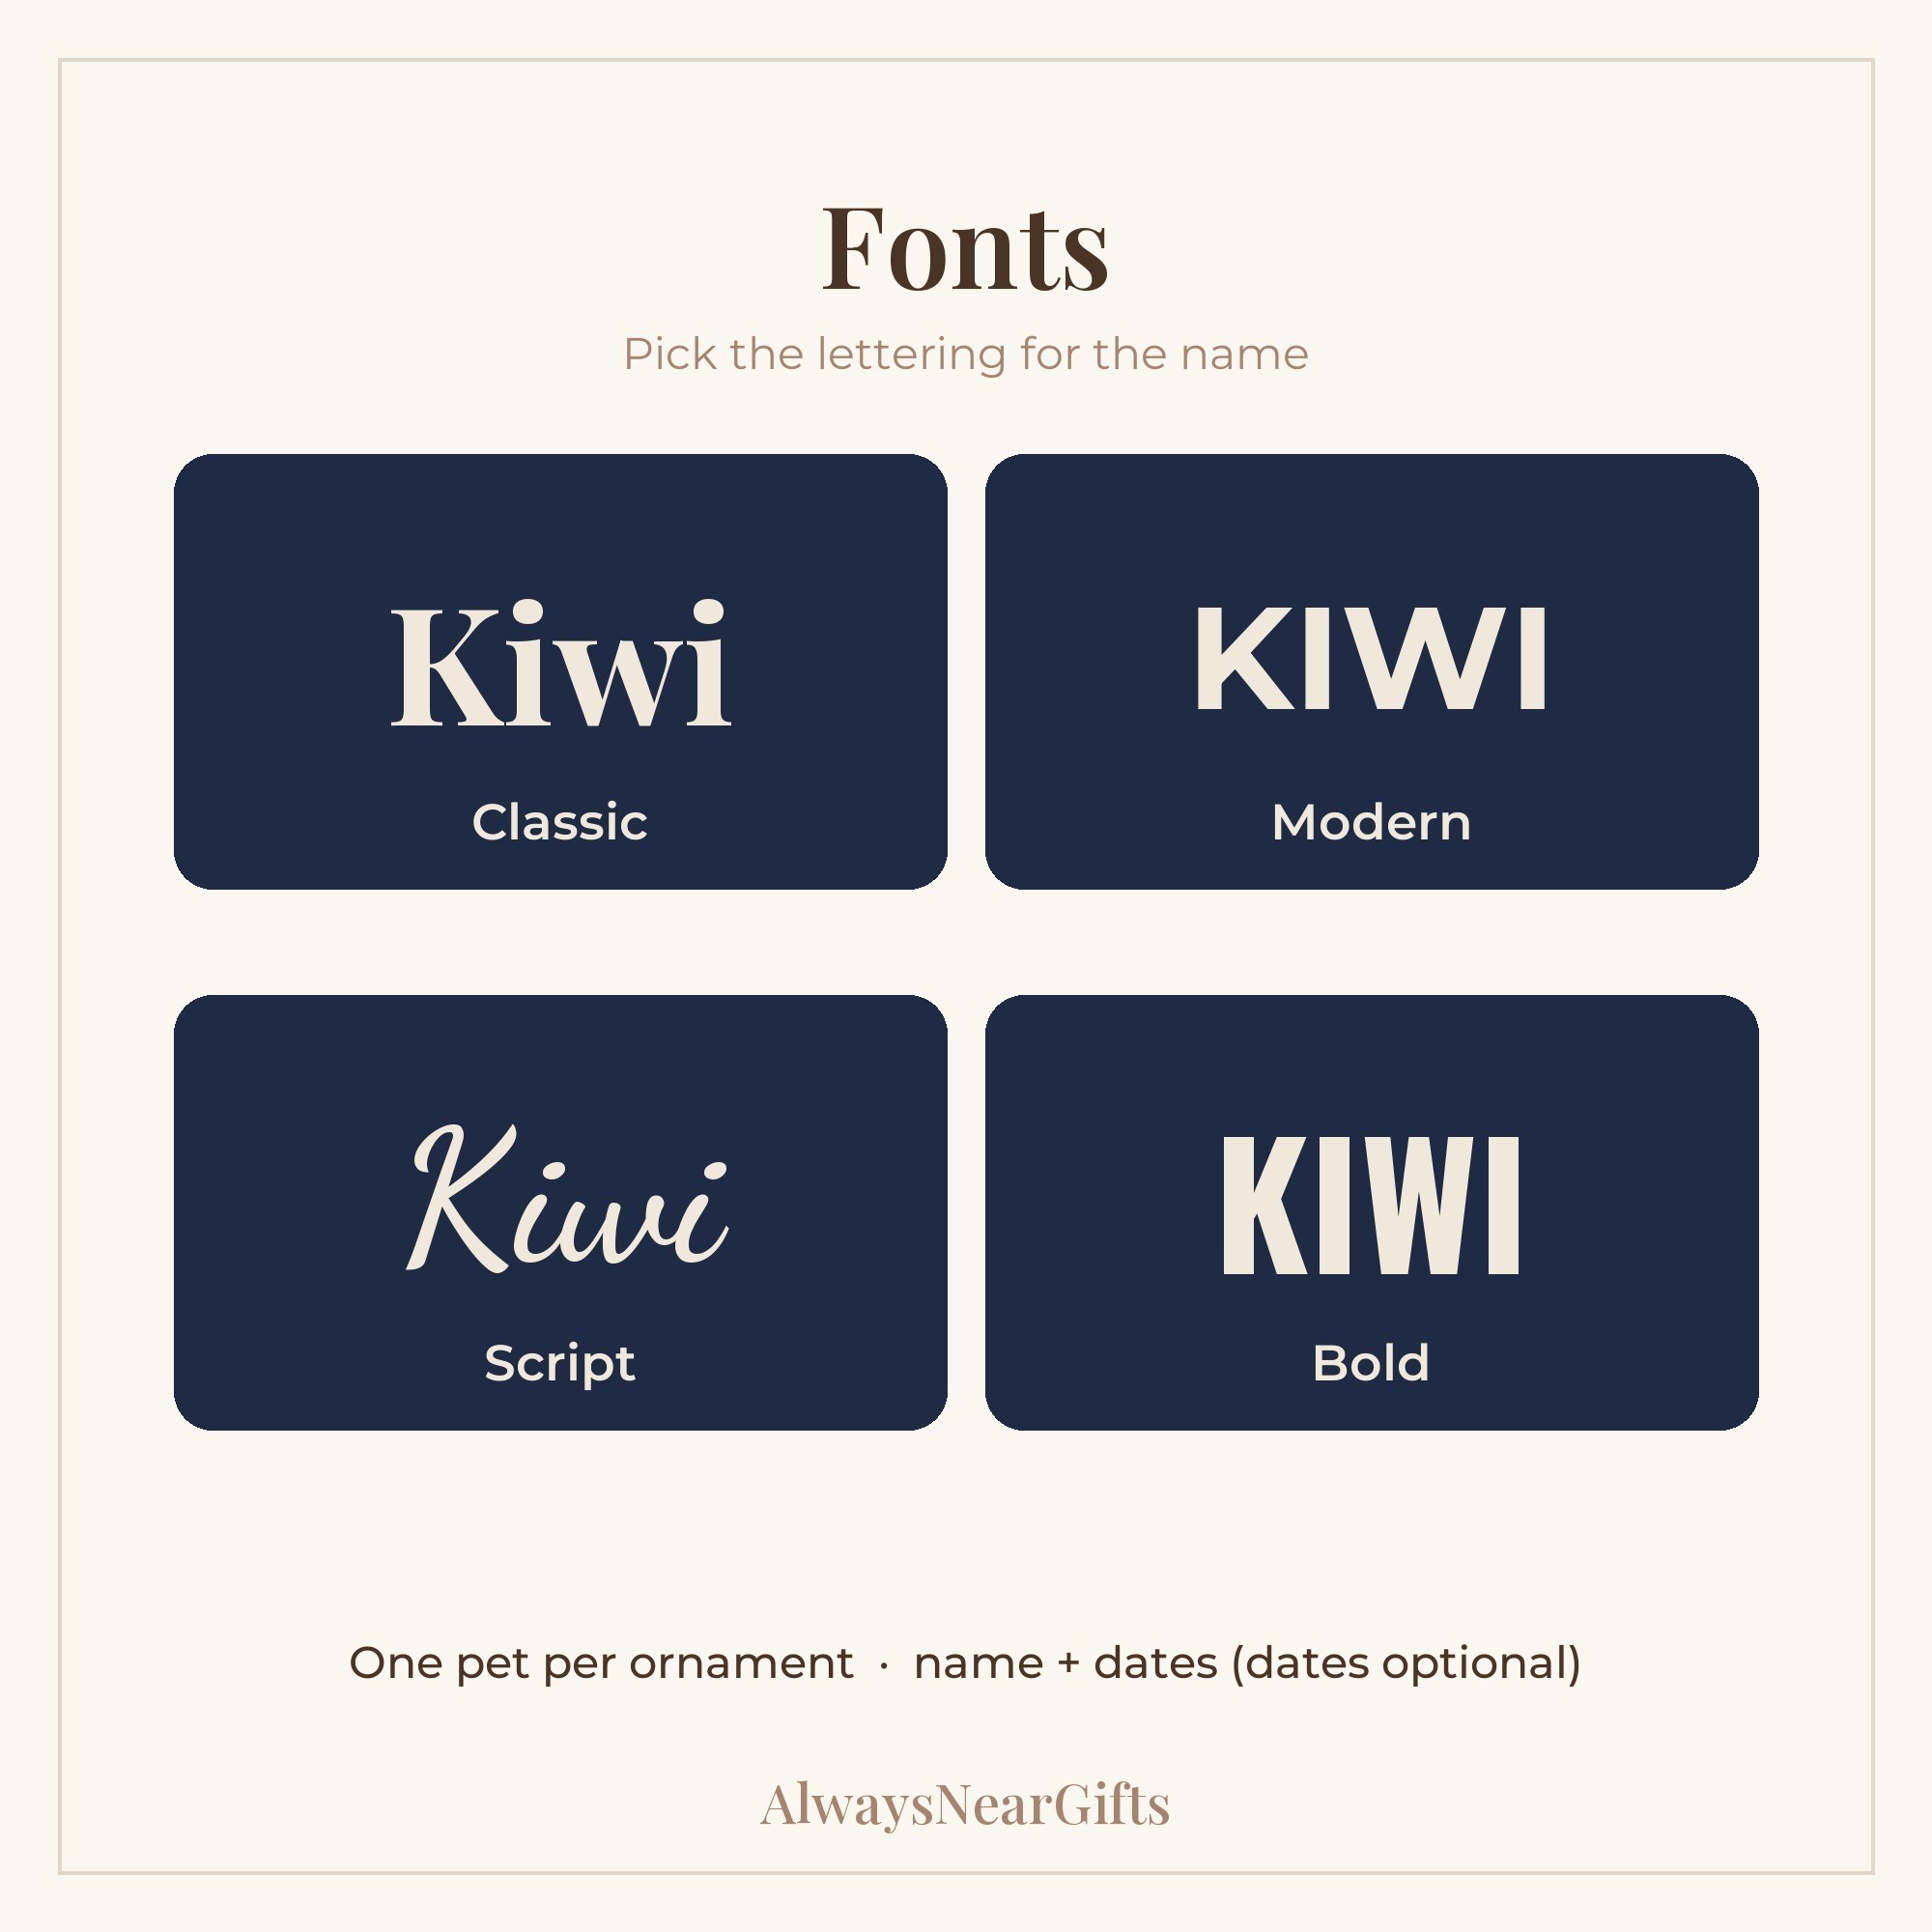 Fonts
Pick the lettering for the name
Kiwi
Classic
KIWI
Modern
Kiwi
Script
KIWI
Bold
One pet per ornament · name + dates (dates optional)
AlwaysNearGifts